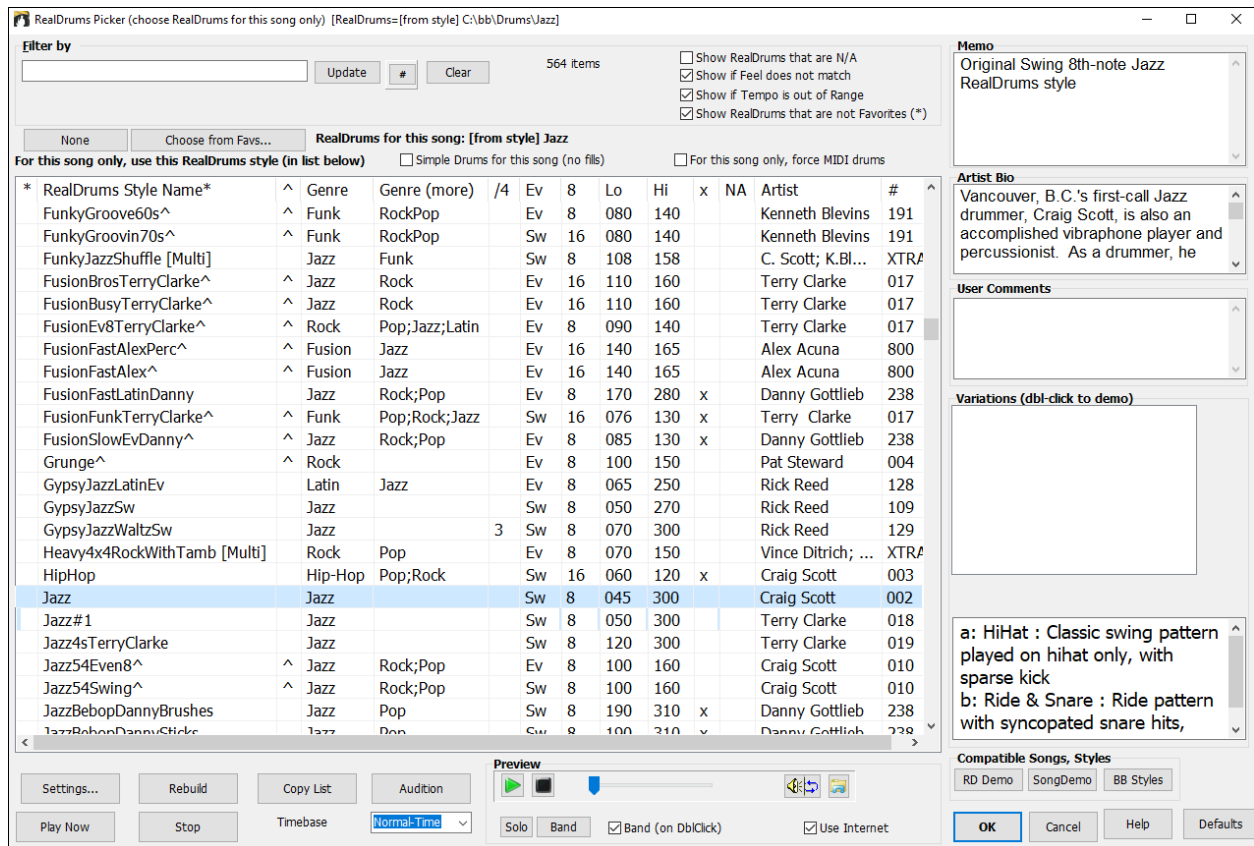 RealDrums Picker (choose RealDrums for this song only) [RealDrums=[from style] C:\bb\Drums\Jazz]
Filter by
Update # Clear
564 items
Show RealDrums that are N/A
Show if Feel does not match
Show if Tempo is out of Range
Show RealDrums that are not Favorites (*)
None Choose from Favs... RealDrums for this song: [from style] Jazz
For this song only, use this RealDrums style (in list below) Simple Drums for this song (no fills) For this song only, force MIDI drums
* RealDrums Style Name* ^ Genre Genre (more) /4 Ev 8 Lo Hi x NA Artist #
FunkyGroove60s^ ^ Funk RockPop Ev 8 080 140 Kenneth Blevins 191
FunkyGroovin70s^ ^ Funk RockPop Sw 16 080 140 Kenneth Blevins 191
FunkyJazzShuffle [Multi] Jazz Funk Sw 8 108 158 C. Scott; K.Bl... XTRA
FusionBrosTerryClarke^ ^ Jazz Rock Ev 16 110 160 Terry Clarke 017
FusionBusyTerryClarke^ ^ Jazz Rock Ev 16 110 160 Terry Clarke 017
FusionEv8TerryClarke^ ^ Rock Pop;Jazz;Latin Ev 8 090 140 Terry Clarke 017
FusionFastAlexPerc^ ^ Fusion Jazz Ev 16 140 165 Alex Acuna 800
FusionFastAlex^ ^ Fusion Jazz Ev 16 140 165 Alex Acuna 800
FusionFastLatinDanny Jazz Rock;Pop Ev 8 170 280 x Danny Gottlieb 238
FusionFunkTerryClarke^ ^ Funk Pop;Rock;Jazz Sw 16 076 130 x Terry Clarke 017
FusionSlowEvDanny^ ^ Jazz Rock;Pop Ev 8 085 130 x Danny Gottlieb 238
Grunge^ ^ Rock Ev 8 100 150 Pat Steward 004
GypsyJazzLatinEv Latin Jazz Ev 8 065 250 Rick Reed 128
GypsyJazzSw Jazz Sw 8 050 270 Rick Reed 109
GypsyJazzWaltzSw Jazz 3 Sw 8 070 300 Rick Reed 129
Heavy4x4RockWithTamb [Multi] Rock Pop Ev 8 070 150 Vince Ditrich; ... XTRA
HipHop Hip-Hop Pop;Rock Sw 16 060 120 x Craig Scott 003
Jazz Jazz Sw 8 045 300 Craig Scott 002
Jazz#1 Jazz Sw 8 050 300 Terry Clarke 018
Jazz4sTerryClarke Jazz Sw 8 120 300 Terry Clarke 019
Jazz54Even8^ ^ Jazz Rock;Pop Ev 8 100 160 Craig Scott 010
Jazz54Swing^ ^ Jazz Rock;Pop Sw 8 100 160 Craig Scott 010
JazzBebopDannyBrushes Jazz Pop Sw 8 190 310 x Danny Gottlieb 238
JazzBebopDannySticks Jazz Pop Sw 8 190 310 x Danny Gottlieb 238
Settings... Rebuild Copy List Audition
Play Now Stop Timebase Normal-Time
Preview
Solo Band Band (on DblClick) Use Internet
Memo
Original Swing 8th-note Jazz
RealDrums style
Artist Bio
Vancouver, B.C.'s first-call Jazz
drummer, Craig Scott, is also an
accomplished vibraphone player and
percussionist. As a drummer, he
User Comments
Variations (dbl-click to demo)
a: HiHat : Classic swing pattern
played on hihat only, with
sparse kick
b: Ride & Snare : Ride pattern
with syncopated snare hits,
Compatible Songs, Styles
RD Demo SongDemo BB Styles
OK Cancel Help Defaults